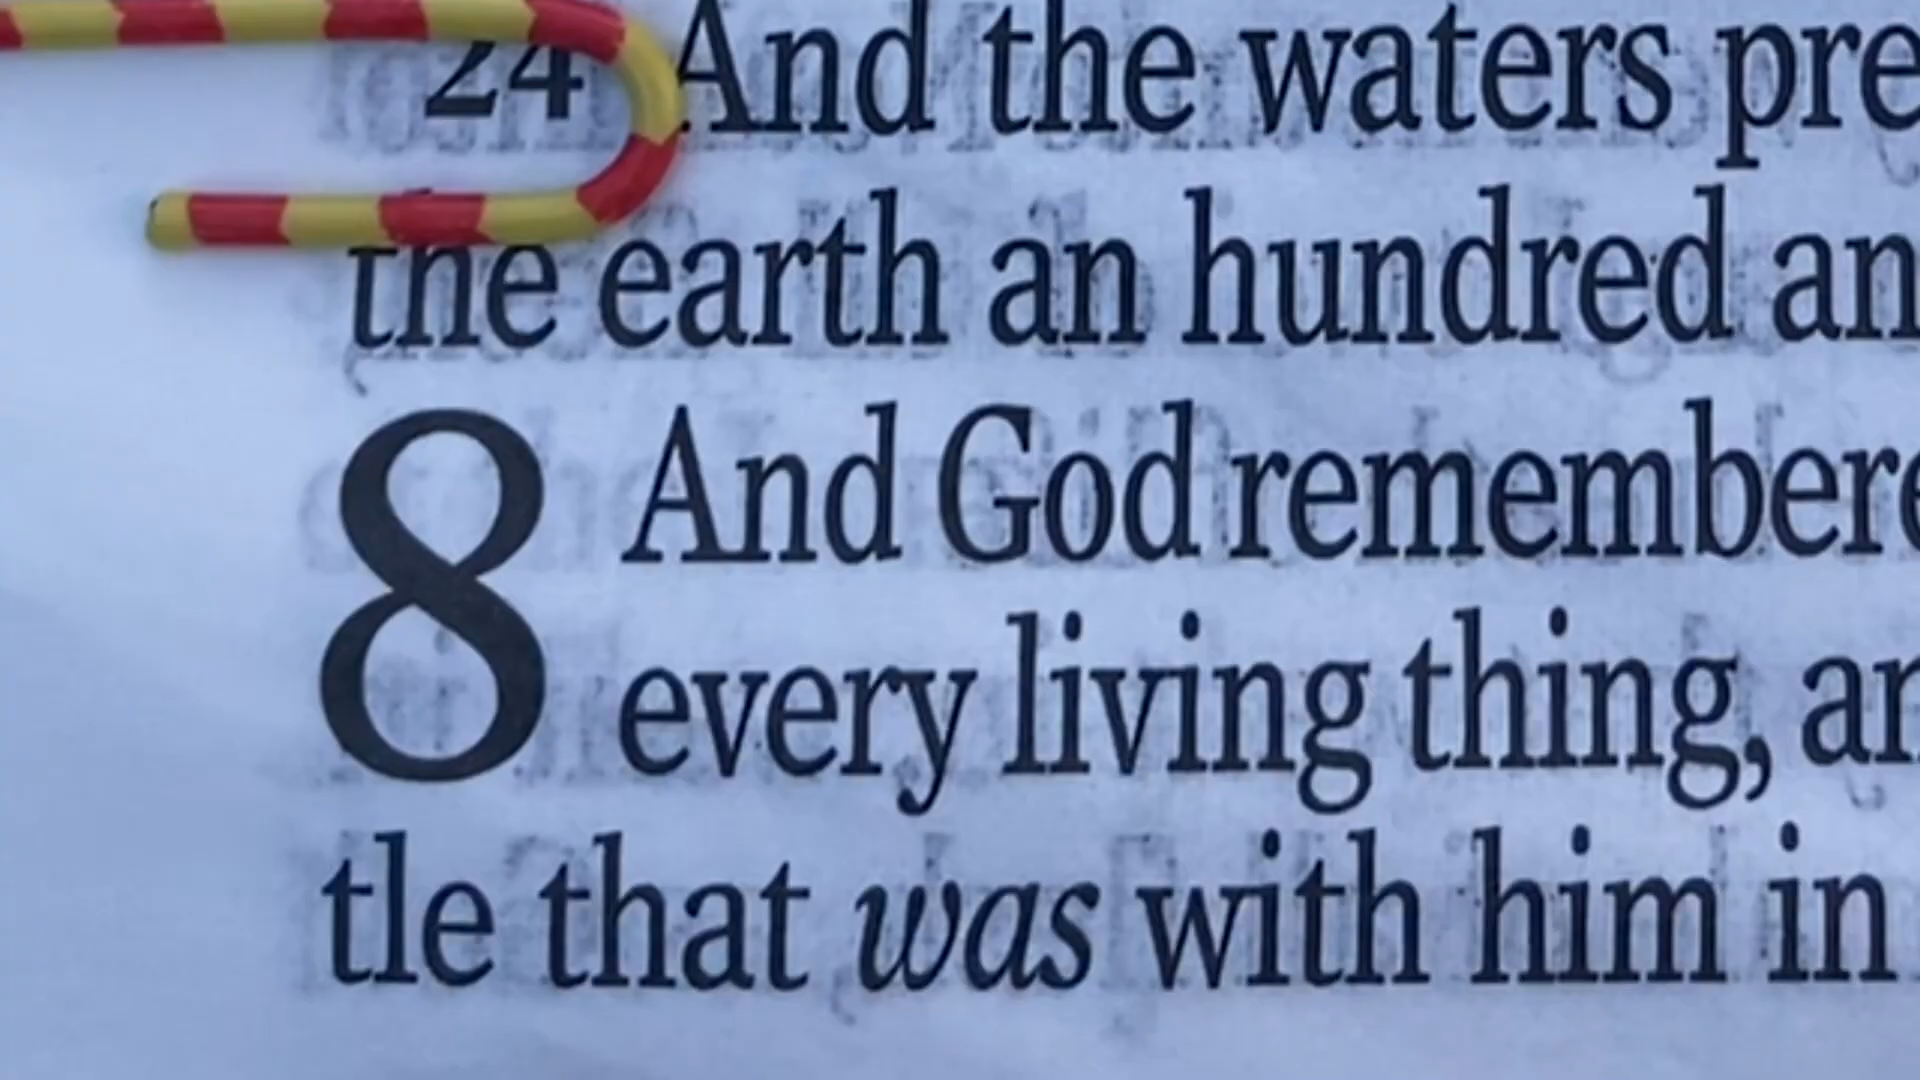 24 And the waters pre
the earth an hundred an
8 And God remembere
every living thing, an
tle that was with him in